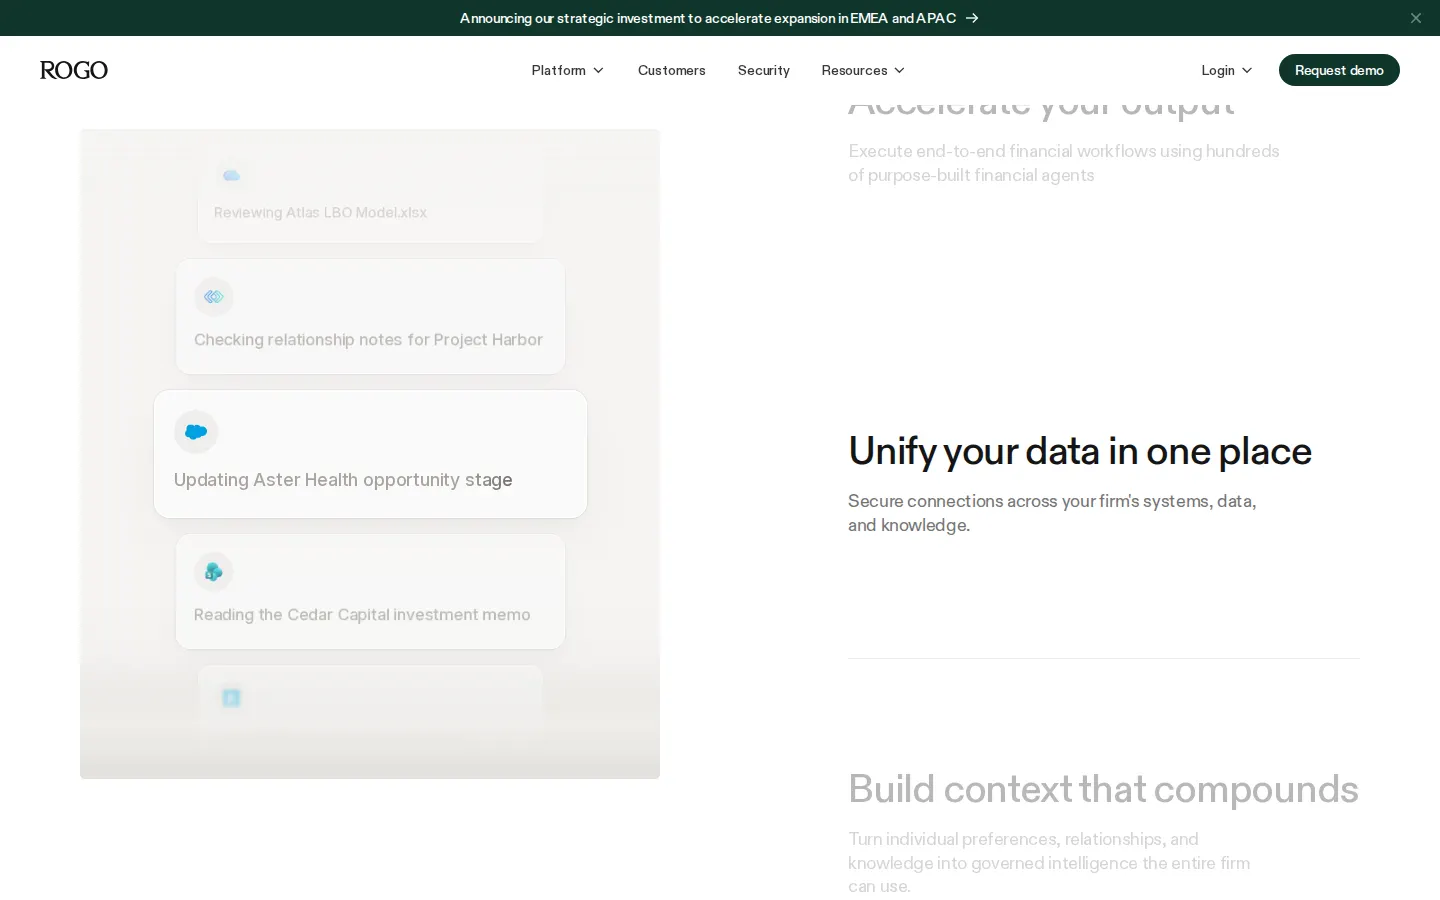 Announcing our strategic investment to accelerate expansion in EMEA and APAC
ROGO
Platform
Customers
Security
Resources
Login
Request demo
Accelerate your output
Execute end-to-end financial workflows using hundreds
of purpose-built financial agents
Reviewing Atlas LBO Model.xlsx
Checking relationship notes for Project Harbor
Updating Aster Health opportunity stage
Reading the Cedar Capital investment memo
Unify your data in one place
Secure connections across your firm's systems, data,
and knowledge.
Build context that compounds
Turn individual preferences, relationships, and
knowledge into governed intelligence the entire firm
can use.